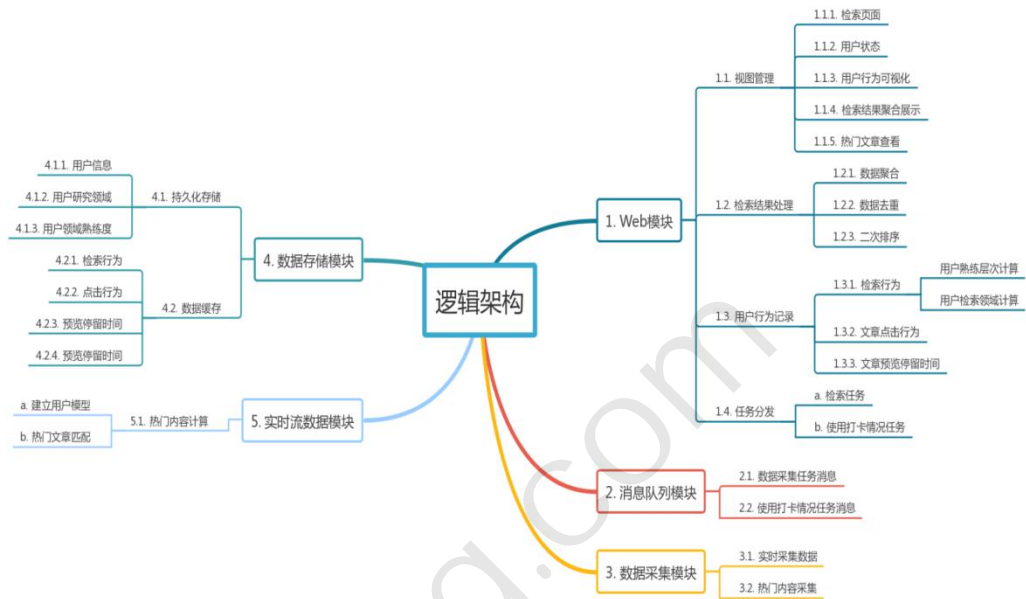 逻辑架构
1. Web模块
1.1. 视图管理
1.1.1. 检索页面
1.1.2. 用户状态
1.1.3. 用户行为可视化
1.1.4. 检索结果聚合展示
1.1.5. 热门文章查看
1.2. 检索结果处理
1.2.1. 数据聚合
1.2.2. 数据去重
1.2.3. 二次排序
1.3. 用户行为记录
1.3.1. 检索行为
用户熟练层次计算
用户检索领域计算
1.3.2. 文章点击行为
1.3.3. 文章预览停留时间
1.4. 任务分发
a. 检索任务
b. 使用打卡情况任务
2. 消息队列模块
2.1. 数据采集任务消息
2.2. 使用打卡情况任务消息
3. 数据采集模块
3.1. 实时采集数据
3.2. 热门内容采集
4. 数据存储模块
4.1. 持久化存储
4.1.1. 用户信息
4.1.2. 用户研究领域
4.1.3. 用户领域熟练度
4.2. 数据缓存
4.2.1. 检索行为
4.2.2. 点击行为
4.2.3. 预览停留时间
4.2.4. 预览停留时间
5. 实时流数据模块
5.1. 热门内容计算
a. 建立用户模型
b. 热门文章匹配
g.com